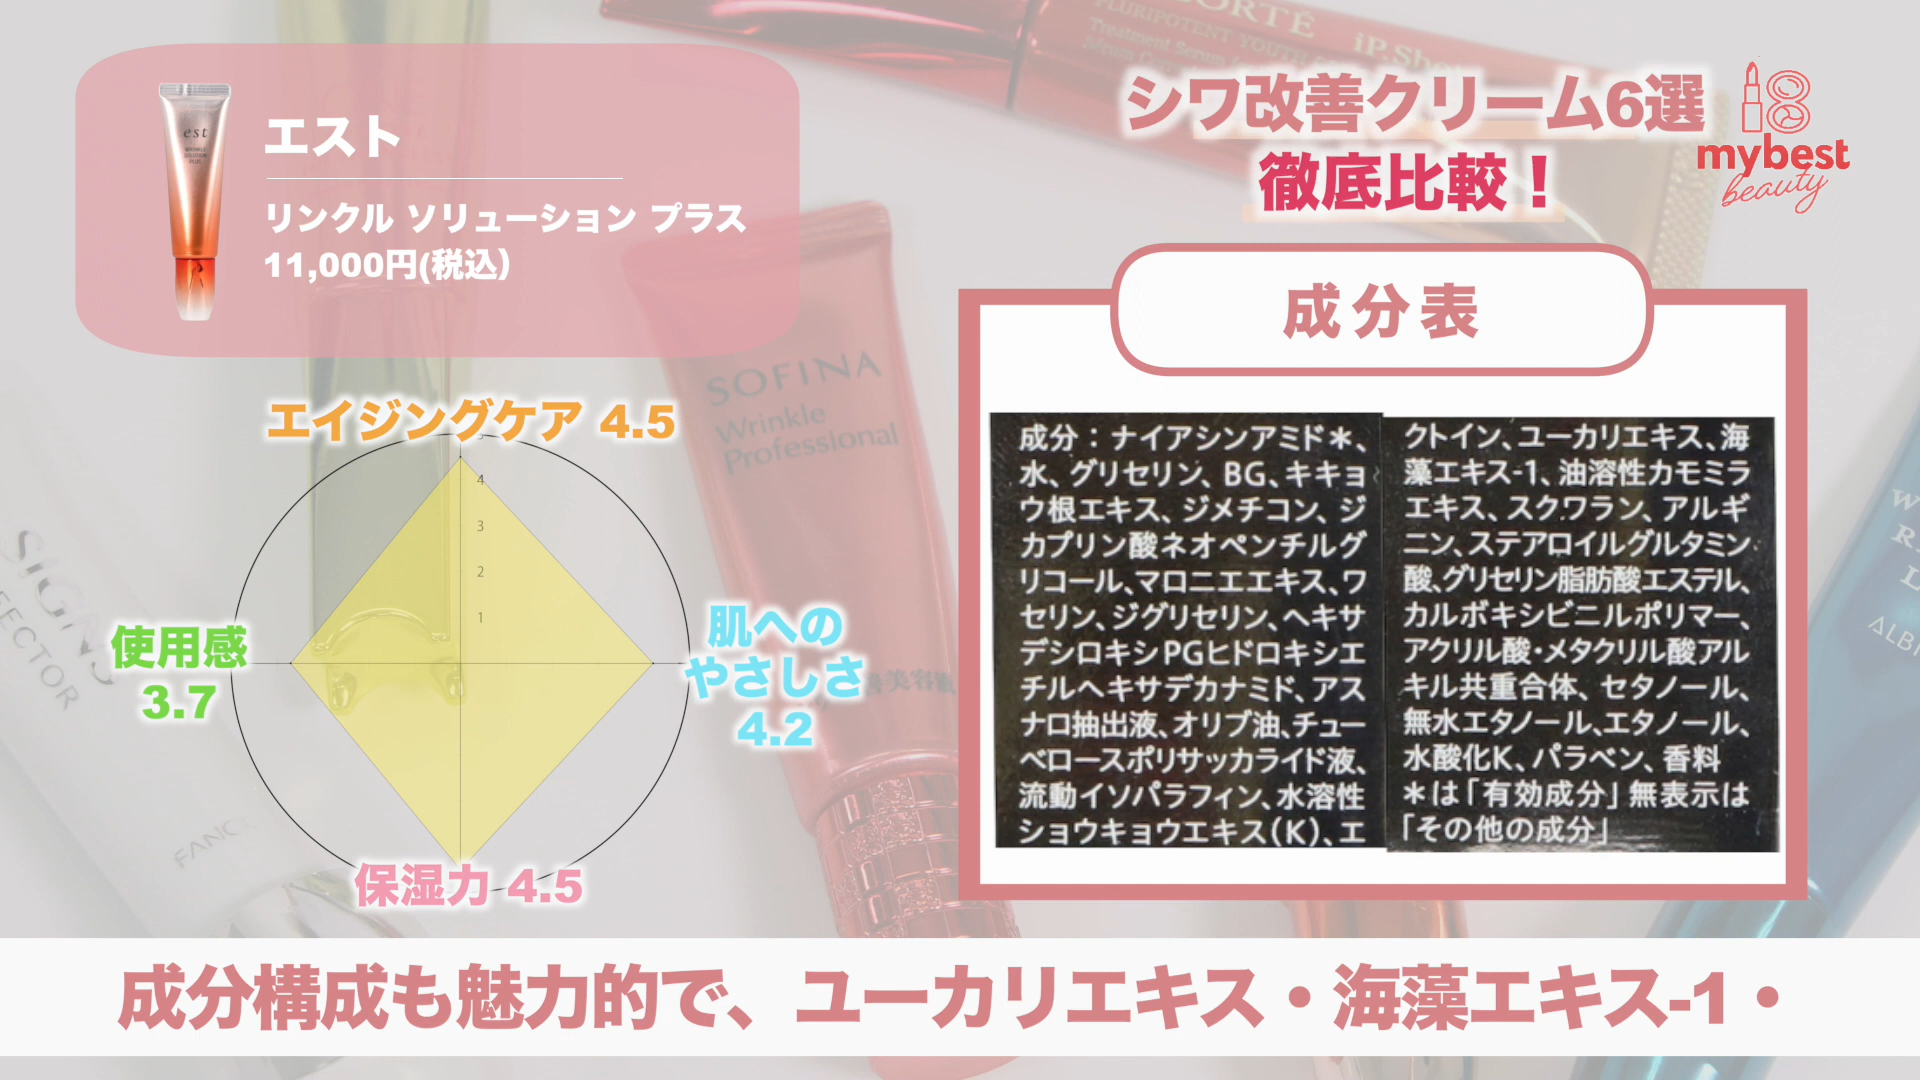 エスト
リンクル ソリューション プラス
11,000円(税込)
est
WRINKLE
SOLUTION
PLUS
シワ改善クリーム6選
徹底比較！
mybest
beauty
エイジングケア 4.5
5
4
3
2
1
使用感
3.7
肌への
やさしさ
4.2
保湿力 4.5
成分表
成分：ナイアシンアミド＊、
水、グリセリン、BG、キキョ
ウ根エキス、ジメチコン、ジ
カプリン酸ネオペンチルグ
リコール、マロニエエキス、ワ
セリン、ジグリセリン、ヘキサ
デシロキシPGヒドロキシエ
チルヘキサデカナミド、アス
ナロ抽出液、オリブ油、チュー
ベロースポリサッカライド液、
流動イソパラフィン、水溶性
ショウキョウエキス(K)、エ
クトイン、ユーカリエキス、海
藻エキス-1、油溶性カモミラ
エキス、スクワラン、アルギ
ニン、ステアロイルグルタミン
酸、グリセリン脂肪酸エステル、
カルボキシビニルポリマー、
アクリル酸・メタクリル酸アル
キル共重合体、セタノール、
無水エタノール、エタノール、
水酸化K、パラベン、香料
＊は「有効成分」無表示は
「その他の成分」
SOFINA
Wrinkle
Professional
iP.Sho
PLURIPOTENT YOUTH
Treatment Serum
FANC
SIGN
ALBI
成分構成も魅力的で、ユーカリエキス・海藻エキス-1・